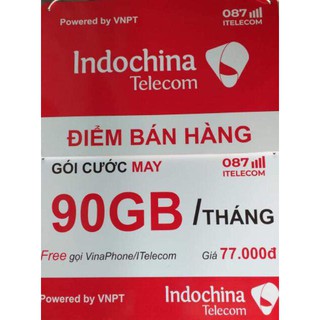 Powered by VNPT
087
ITELECOM
Indochina
Telecom
ĐIỂM BÁN HÀNG
GÓI CƯỚC MAY
087
ITELECOM
90GB /THÁNG
Free gọi VinaPhone/ITelecom Giá 77.000đ
Powered by VNPT
Indochina
Telecom